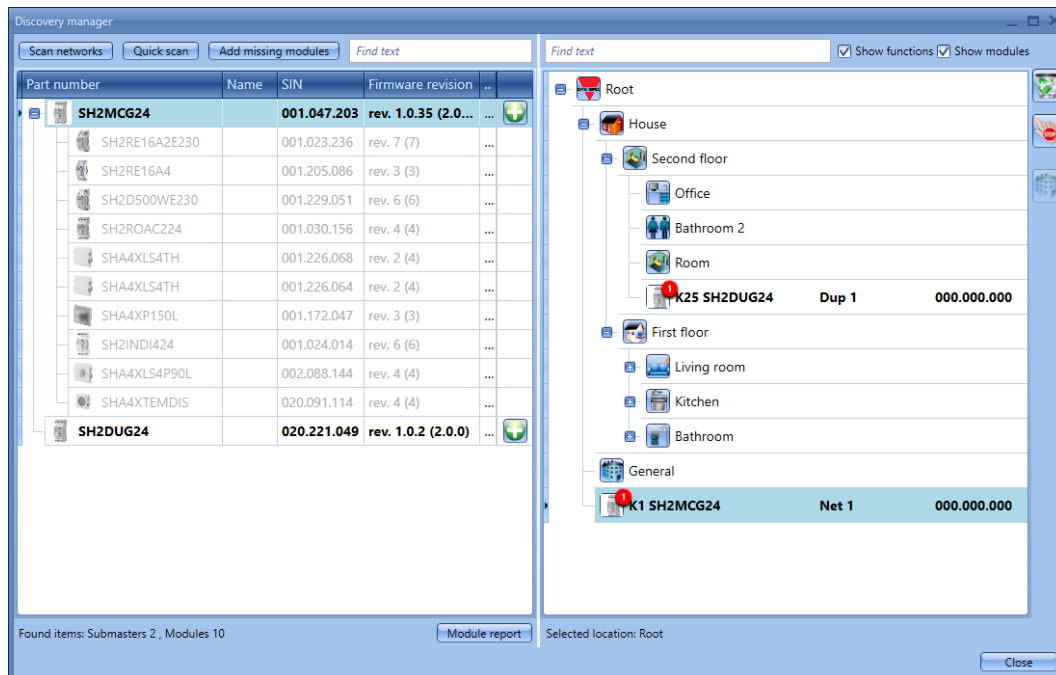 Discovery manager
Scan networks Quick scan Add missing modules Find text
Part number Name SIN Firmware revision ..
SH2MCG24 001.047.203 rev. 1.0.35 (2.0... ...
SH2RE16A2E230 001.023.236 rev. 7 (7) ...
SH2RE16A4 001.205.086 rev. 3 (3) ...
SH2D500WE230 001.229.051 rev. 6 (6) ...
SH2ROAC224 001.030.156 rev. 4 (4) ...
SHA4XLS4TH 001.226.068 rev. 2 (4) ...
SHA4XLS4TH 001.226.064 rev. 2 (4) ...
SHA4XP150L 001.172.047 rev. 3 (3) ...
SH2INDI424 001.024.014 rev. 6 (6) ...
SHA4XLS4P90L 002.088.144 rev. 4 (4) ...
SHA4XTEMDIS 020.091.114 rev. 4 (4) ...
SH2DUG24 020.221.049 rev. 1.0.2 (2.0.0) ...
Found items: Submasters 2 , Modules 10 Module report
Find text Show functions Show modules
Root
House
Second floor
Office
Bathroom 2
Room
1 K25 SH2DUG24 Dup 1 000.000.000
First floor
Living room
Kitchen
Bathroom
General
1 K1 SH2MCG24 Net 1 000.000.000
STOP
Selected location: Root
Close